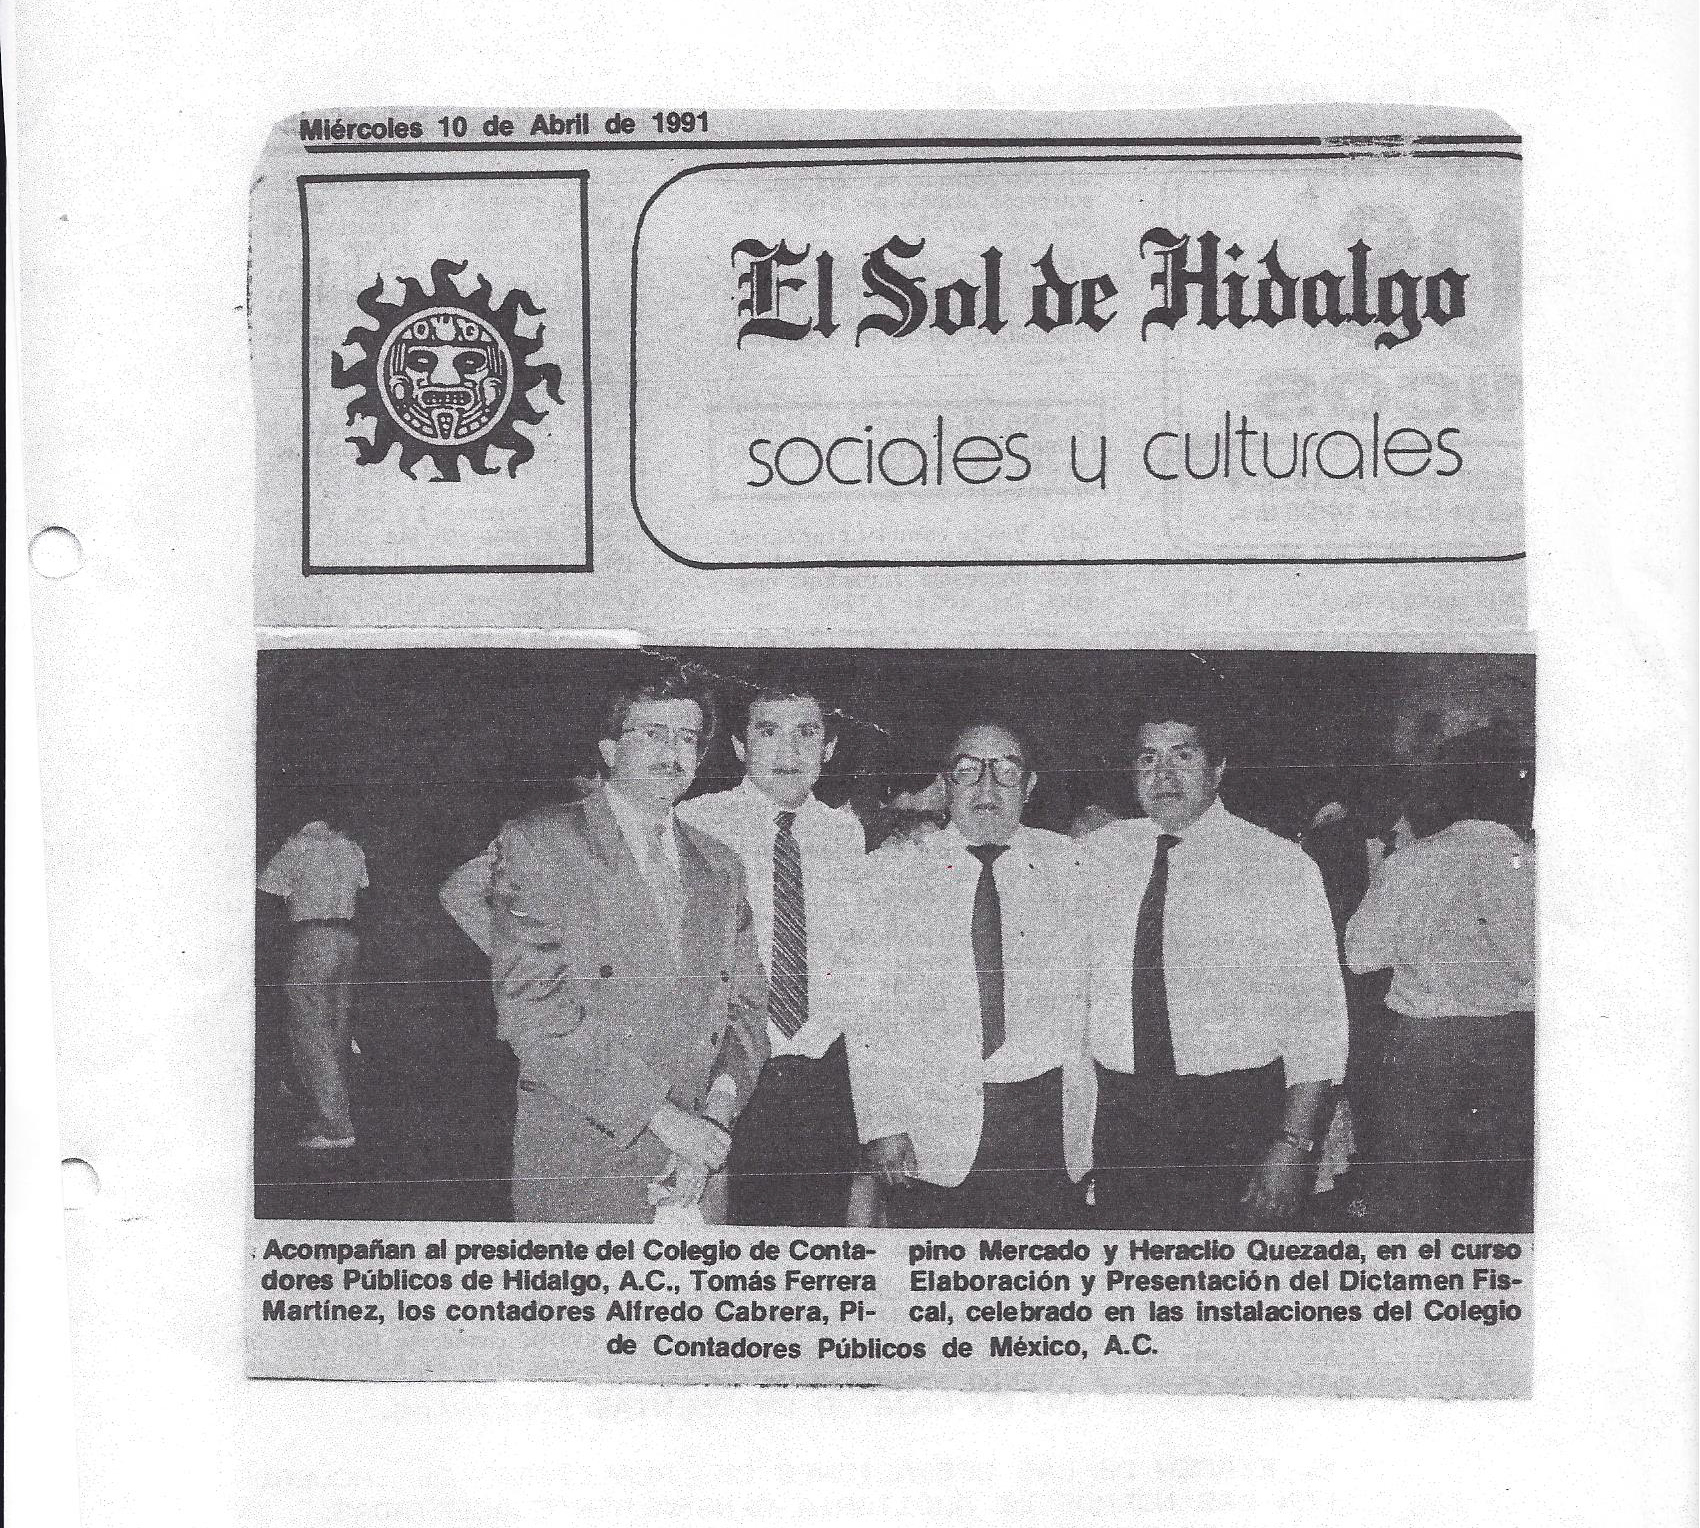 Miércoles 10 de Abril de 1991
El Sol de Hidalgo
sociales y culturales
Acompañan al presidente del Colegio de Conta-
dores Públicos de Hidalgo, A.C., Tomás Ferrera
Martínez, los contadores Alfredo Cabrera, Pi-
pino Mercado y Heraclio Quezada, en el curso
Elaboración y Presentación del Dictamen Fis-
cal, celebrado en las instalaciones del Colegio
de Contadores Públicos de México, A.C.